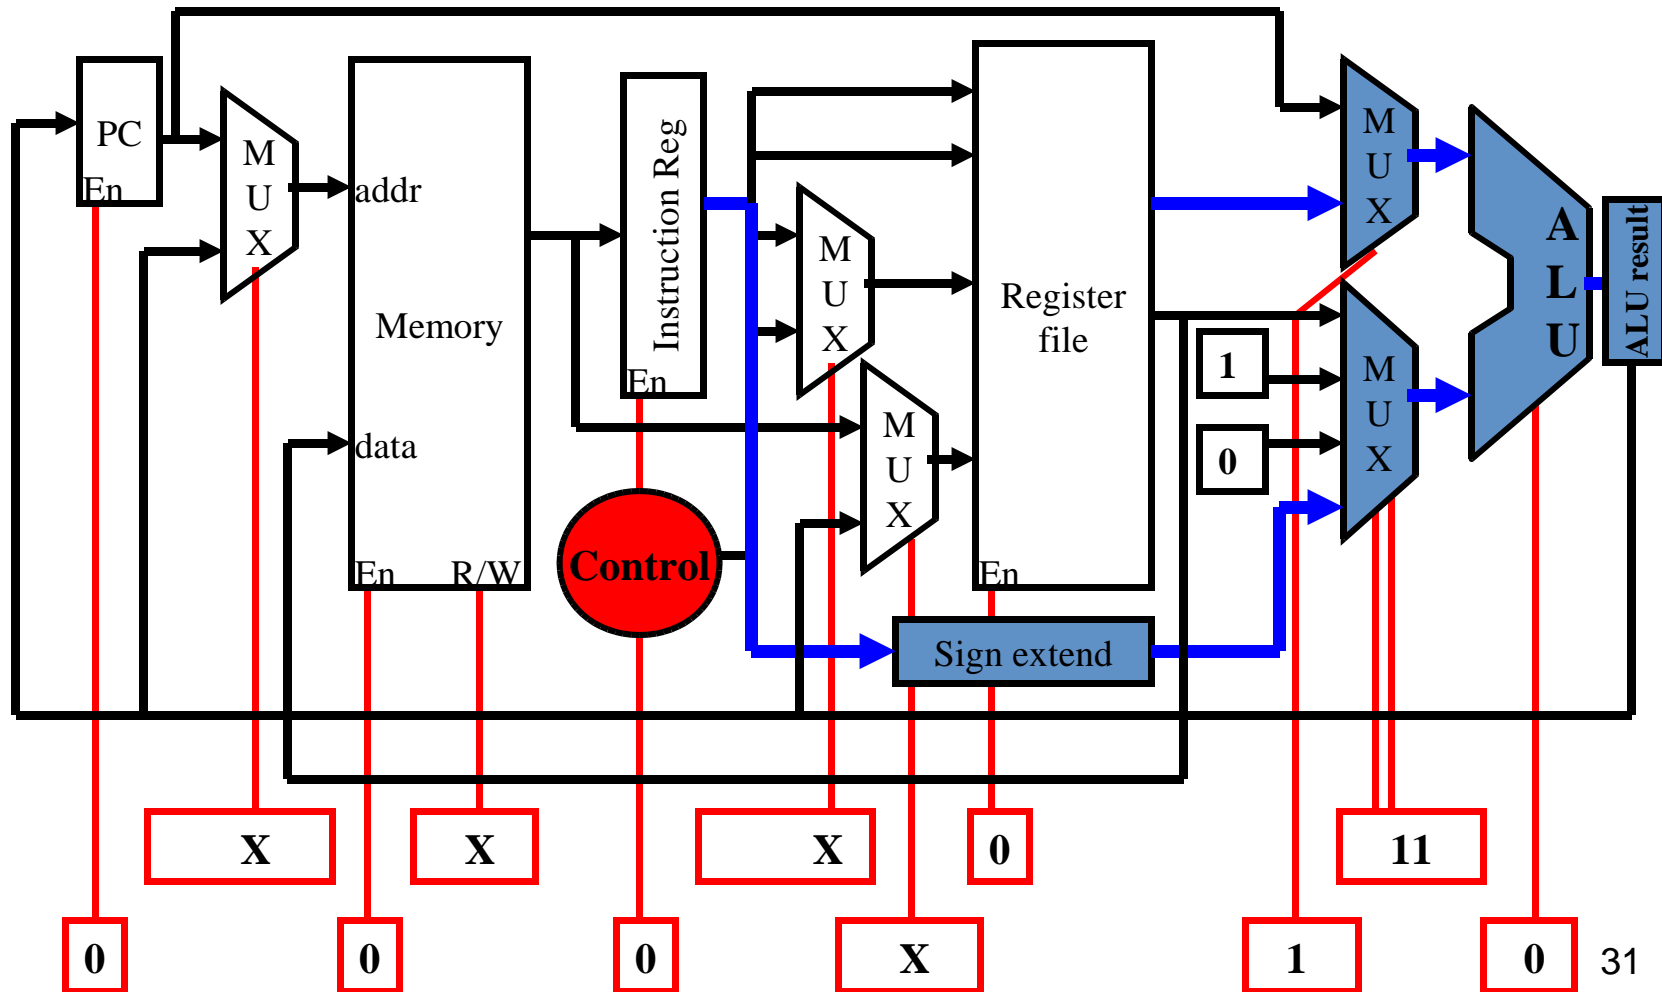 PC
En
M
U
X
addr
data
Memory
En R/W
Instruction Reg
En
Control
M
U
X
M
U
X
Register
file
En
Sign extend
M
U
X
1
0
M
U
X
A
L
U
ALU result
X
X
X
0
11
0
0
0
X
1
0
31